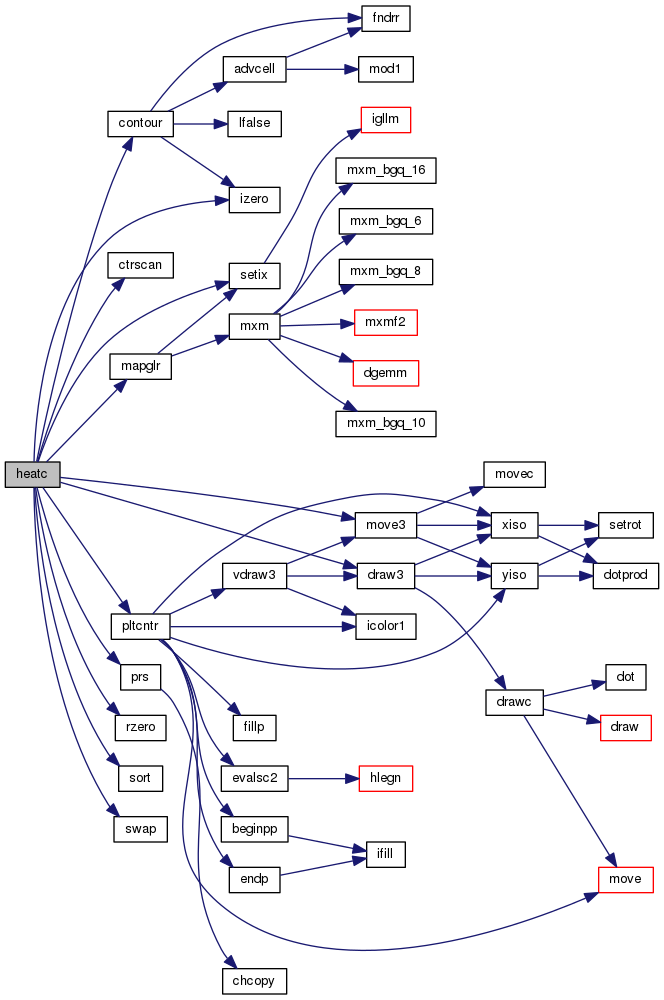 fndrr
advcell
mod1
contour
lfalse
igllm
mxm_bgq_16
izero
mxm_bgq_6
ctrscan
setix
mxm_bgq_8
mxm
mxmf2
mapglr
dgemm
mxm_bgq_10
heatc
movec
move3
xiso
setrot
vdraw3
draw3
yiso
dotprod
pltcntr
icolor1
prs
dot
drawc
rzero
fillp
draw
sort
evalsc2
hlegn
swap
beginpp
ifill
endp
move
chcopy